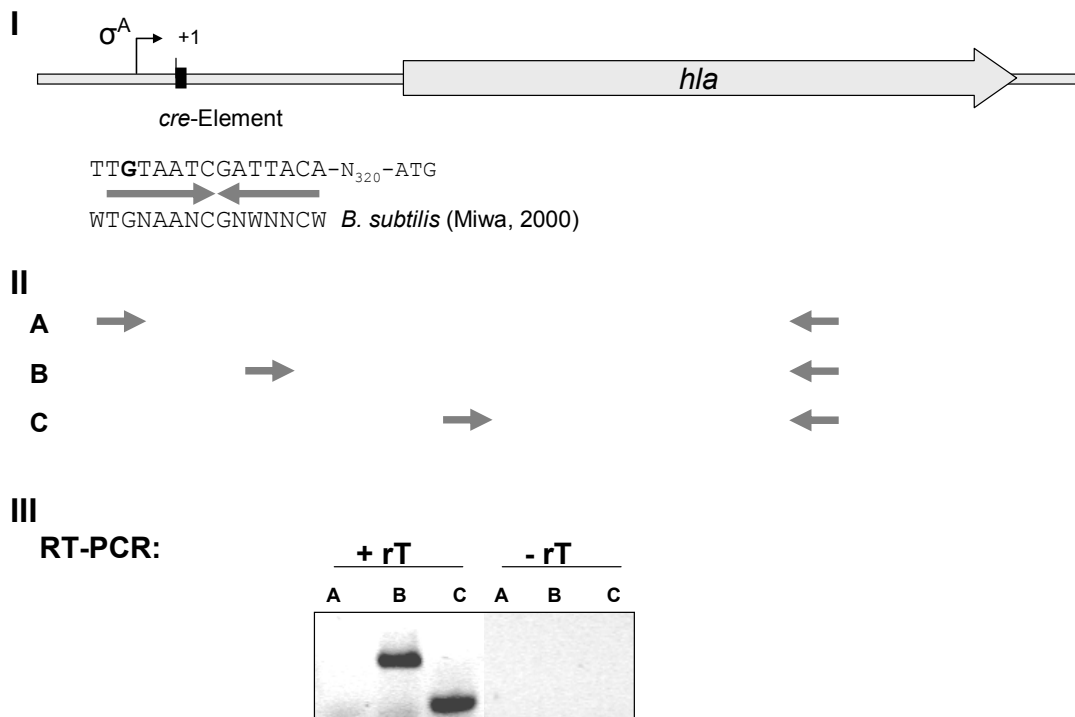 I
σA +1
hla
cre-Element
TTGTAATCGATTACA-N320-ATG
WTGNAANCGNWNNCW B. subtilis (Miwa, 2000)
II
A
B
C
III
RT-PCR: + rT - rT
A B C A B C